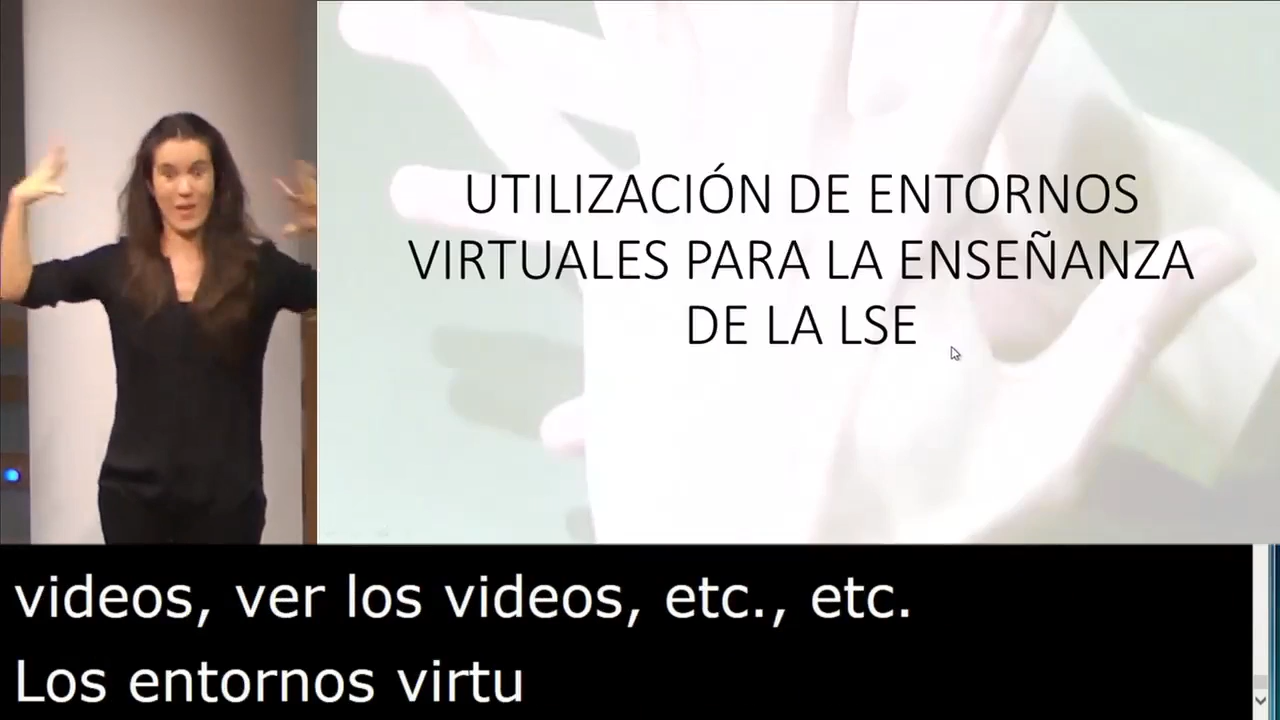 UTILIZACIÓN DE ENTORNOS
VIRTUALES PARA LA ENSEÑANZA
DE LA LSE
videos, ver los videos, etc., etc.
Los entornos virtu